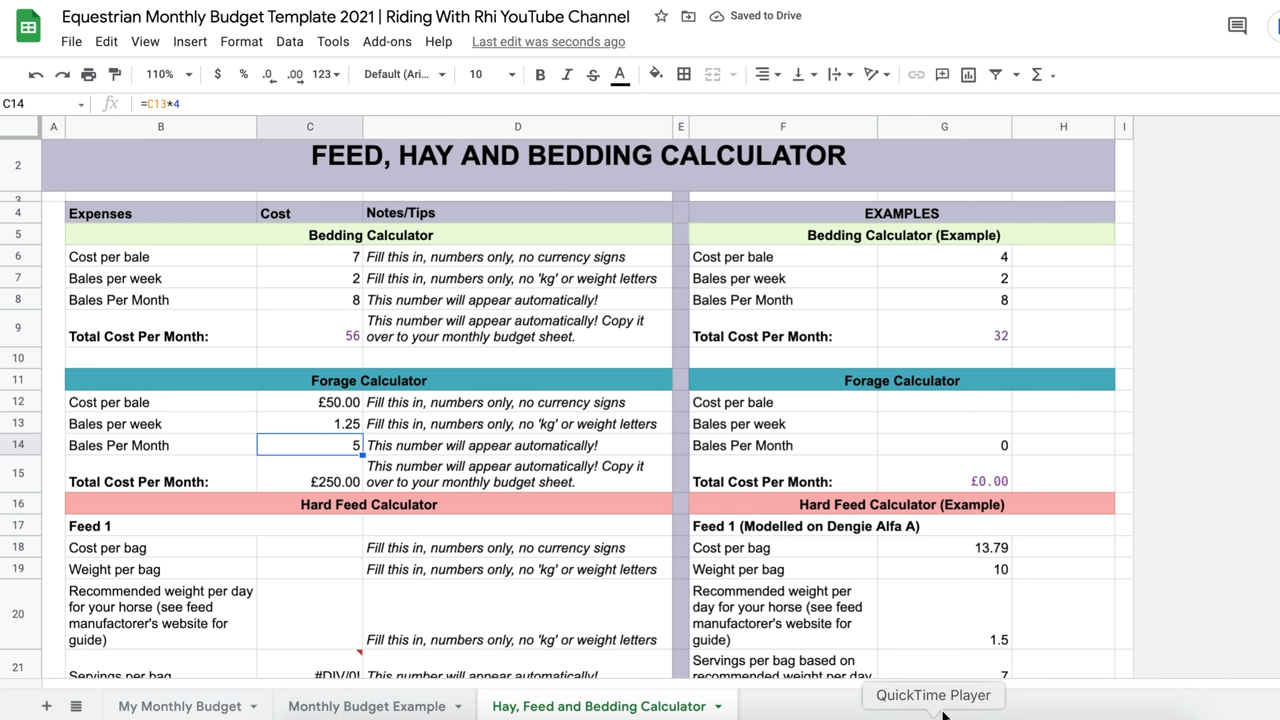 Equestrian Monthly Budget Template 2021 | Riding With Rhi YouTube Channel
Saved to Drive
File Edit View Insert Format Data Tools Add-ons Help Last edit was seconds ago
110% $ % .0 .00 123 Default (Ari... 10 B I S A
C14 fx =C13*4
A B C D E F G H I
2 FEED, HAY AND BEDDING CALCULATOR
3
4 Expenses Cost Notes/Tips EXAMPLES
5 Bedding Calculator Bedding Calculator (Example)
6 Cost per bale 7 Fill this in, numbers only, no currency signs Cost per bale 4
7 Bales per week 2 Fill this in, numbers only, no 'kg' or weight letters Bales per week 2
8 Bales Per Month 8 This number will appear automatically! Bales Per Month 8
This number will appear automatically! Copy it
9 Total Cost Per Month: 56 over to your monthly budget sheet. Total Cost Per Month: 32
10
11 Forage Calculator Forage Calculator
12 Cost per bale £50.00 Fill this in, numbers only, no currency signs Cost per bale
13 Bales per week 1.25 Fill this in, numbers only, no 'kg' or weight letters Bales per week
14 Bales Per Month 5 This number will appear automatically! Bales Per Month 0
This number will appear automatically! Copy it
15 Total Cost Per Month: £250.00 over to your monthly budget sheet. Total Cost Per Month: £0.00
16 Hard Feed Calculator Hard Feed Calculator (Example)
17 Feed 1 Feed 1 (Modelled on Dengie Alfa A)
18 Cost per bag Fill this in, numbers only, no currency signs Cost per bag 13.79
19 Weight per bag Fill this in, numbers only, no 'kg' or weight letters Weight per bag 10
Recommended weight per day Recommended weight per
for your horse (see feed day for your horse (see feed
20 manufactorer's website for manufactorer's website for
guide) Fill this in, numbers only, no 'kg' or weight letters guide) 1.5
Servings per bag based on
21 Servings per bag #DIV/0! This number will appear automatically! recommended weight per day 7
QuickTime Player
+ My Monthly Budget Monthly Budget Example Hay, Feed and Bedding Calculator